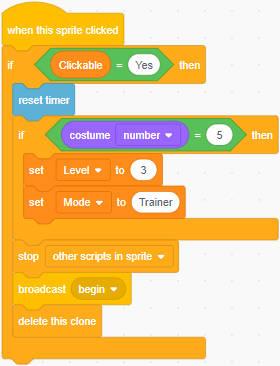 when this sprite clicked
if Clickable = Yes then
reset timer
if costume number = 5 then
set Level to 3
set Mode to Trainer
stop other scripts in sprite
broadcast begin
delete this clone